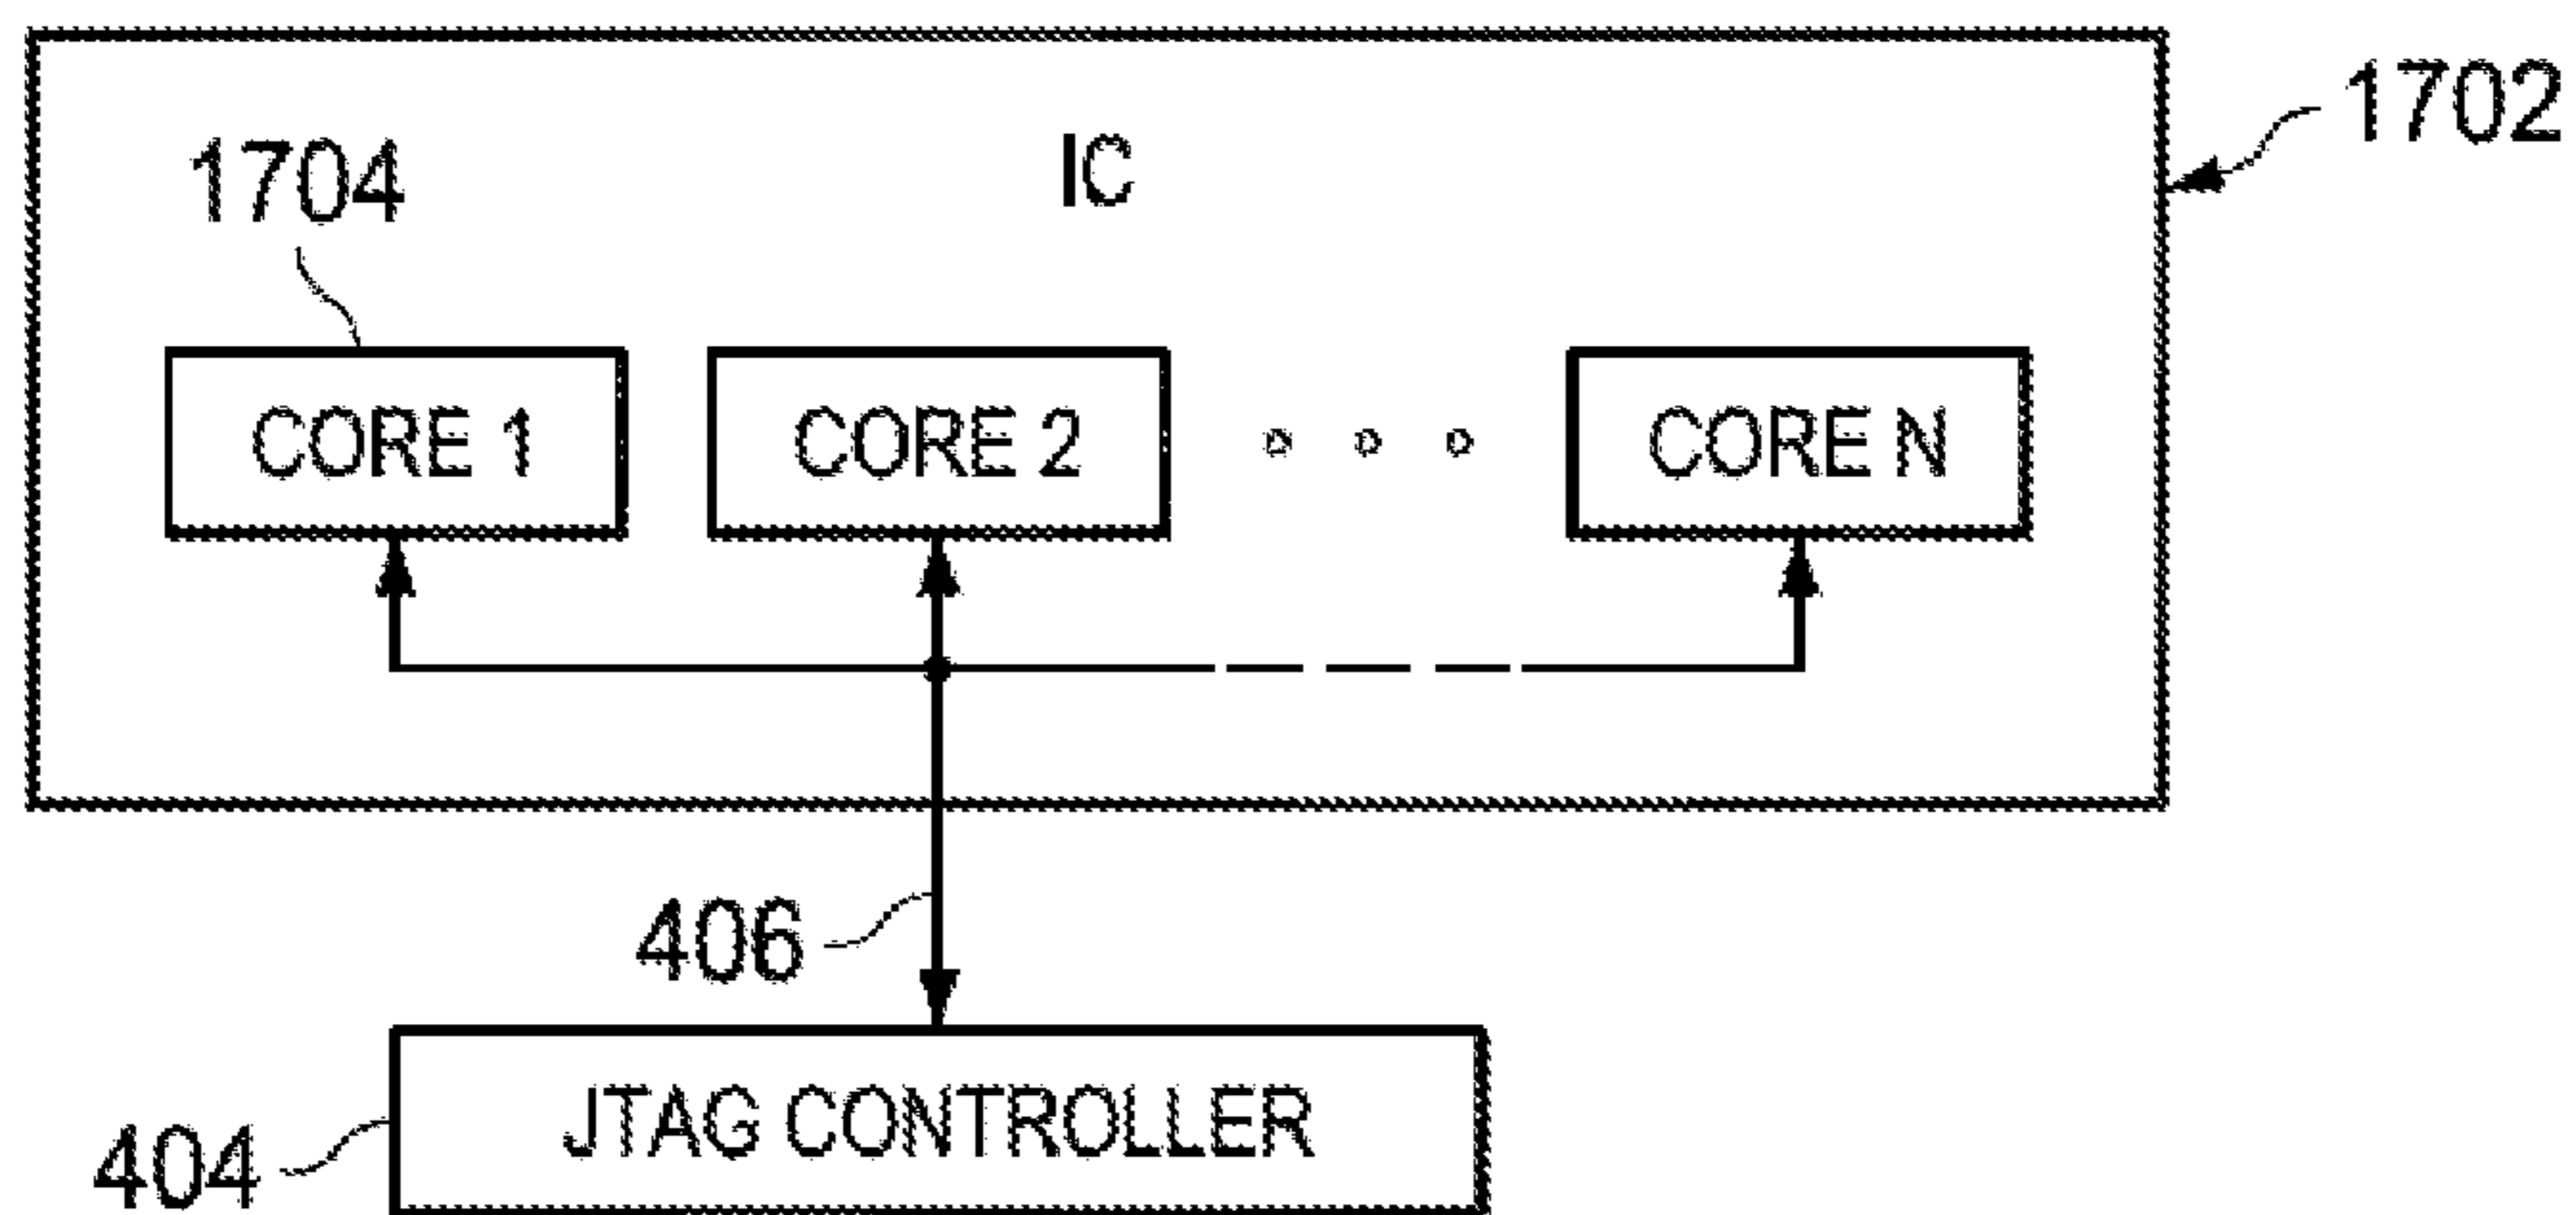 1702
IC
1704
CORE 1 CORE 2 CORE N
406
JTAG CONTROLLER
404